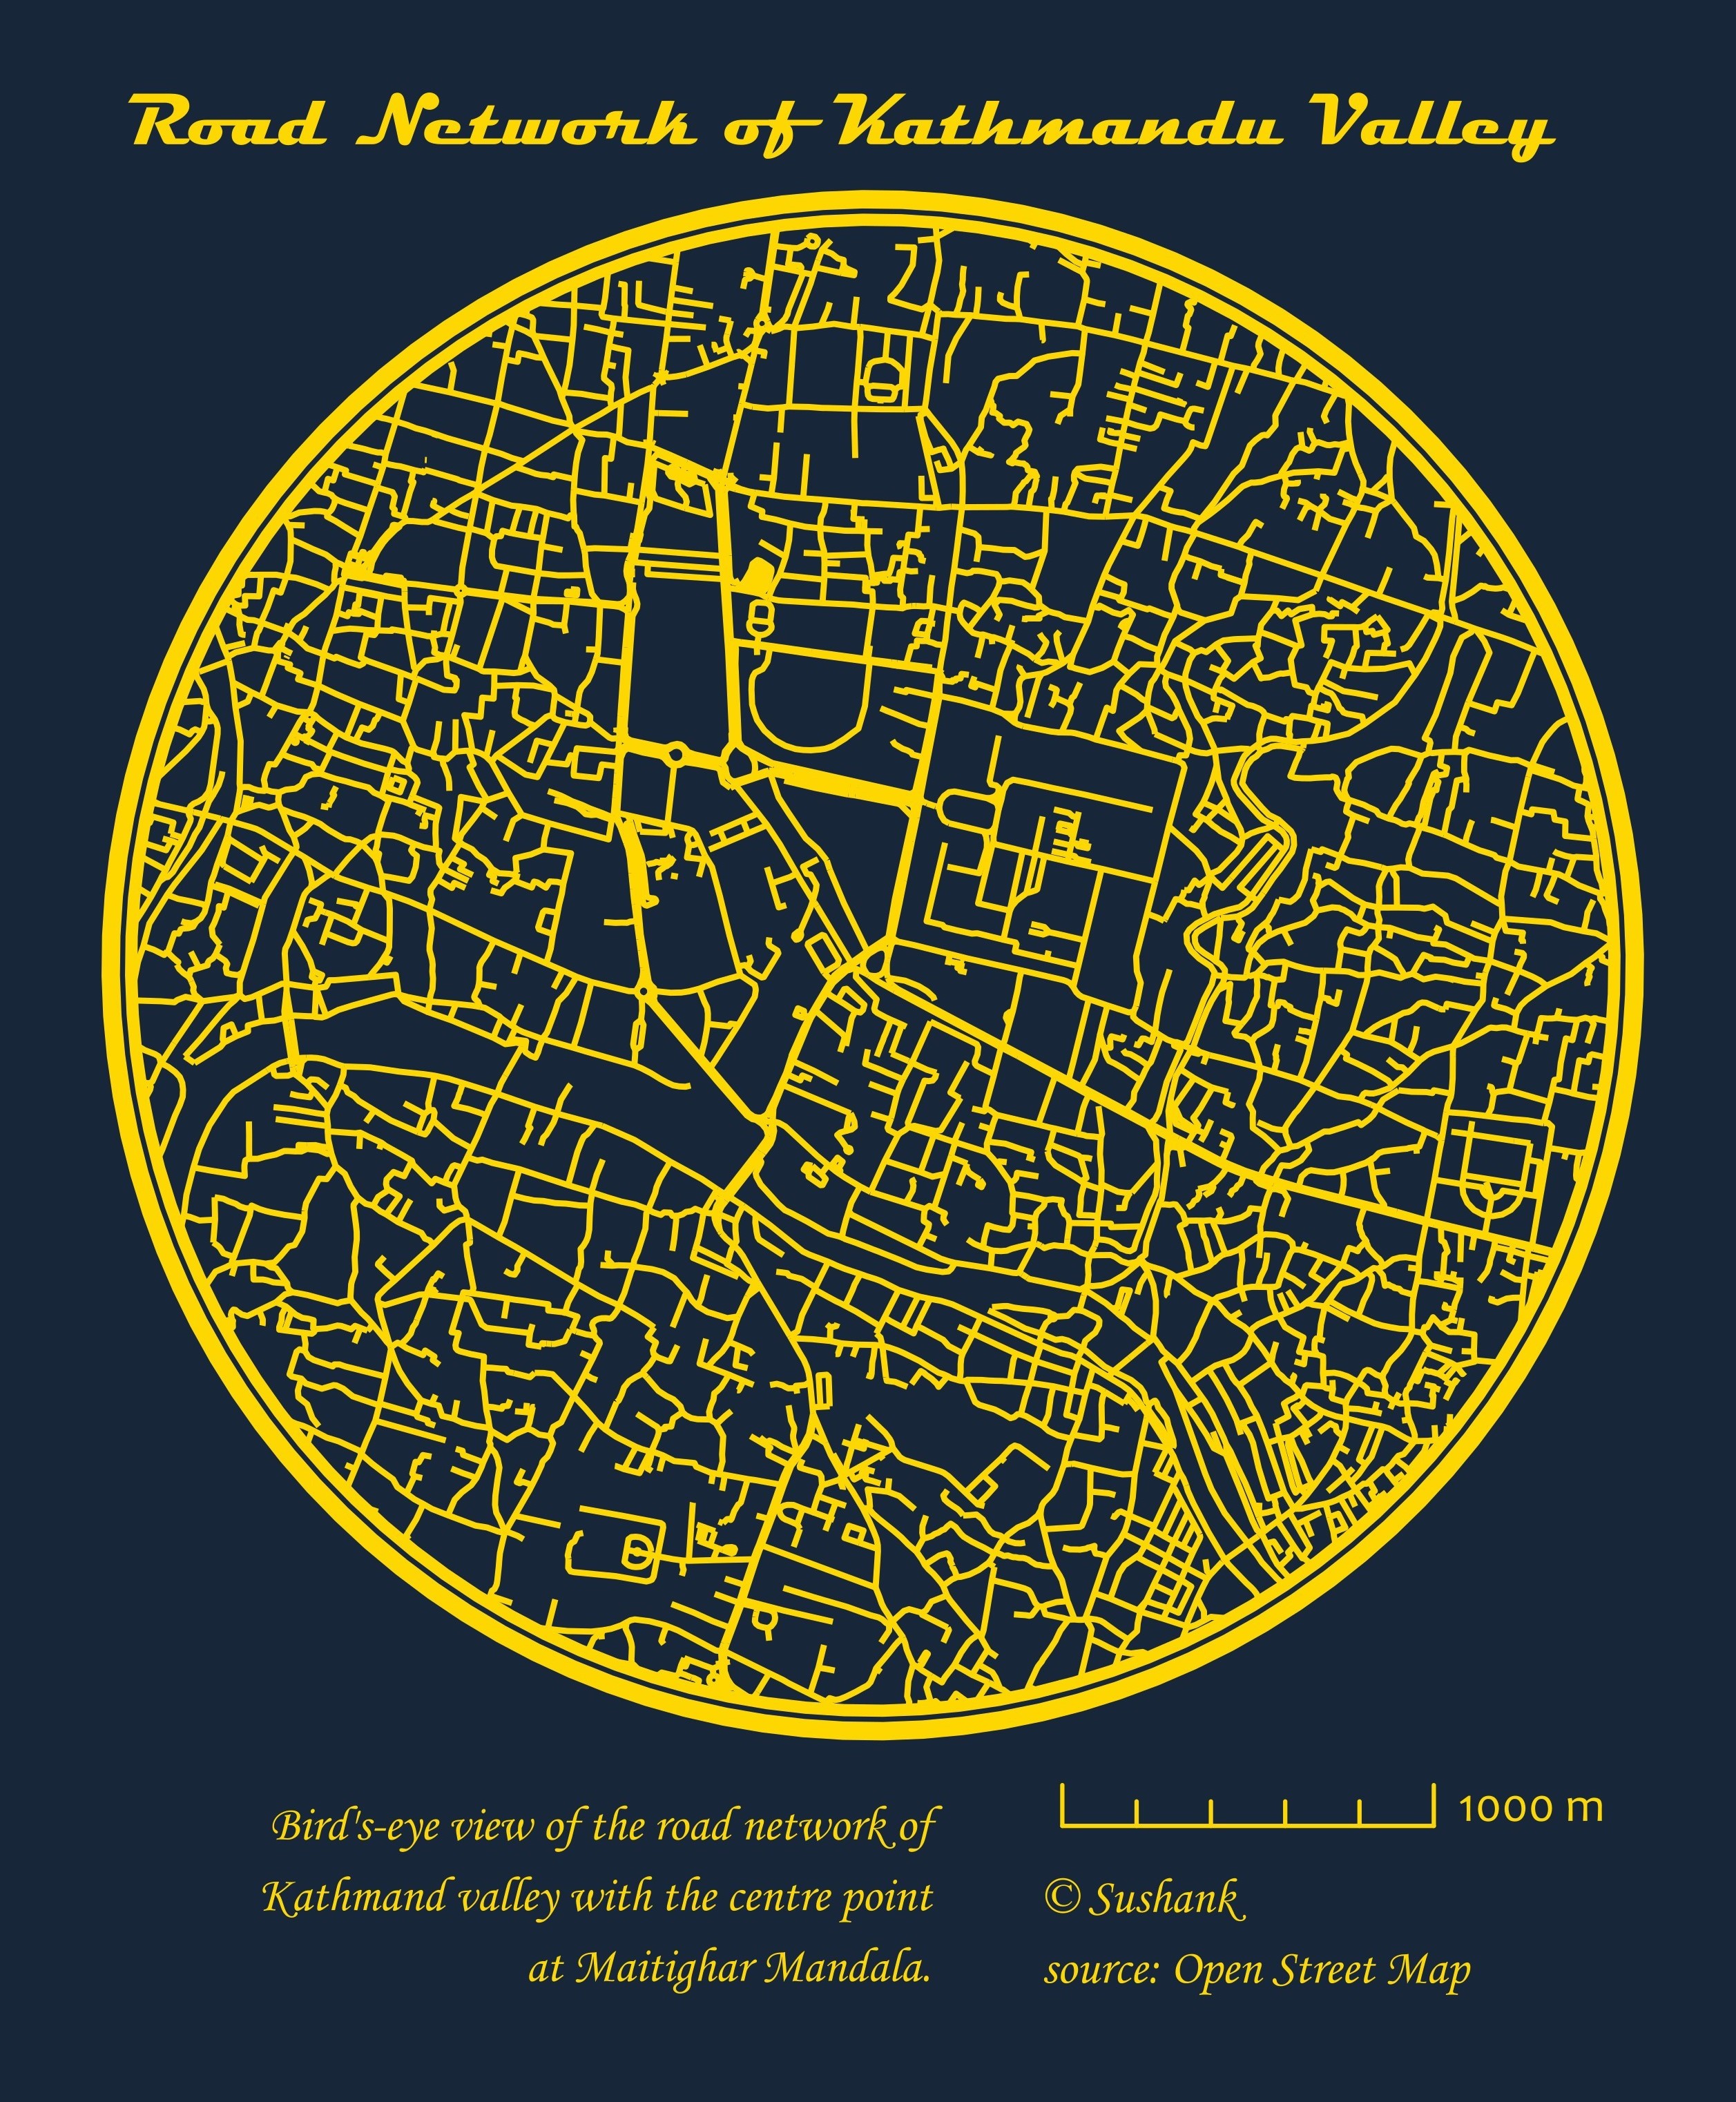 Road Network of Kathmandu Valley
1000 m
Bird's-eye view of the road network of
Kathmand valley with the centre point
at Maitighar Mandala.
© Sushank
source: Open Street Map